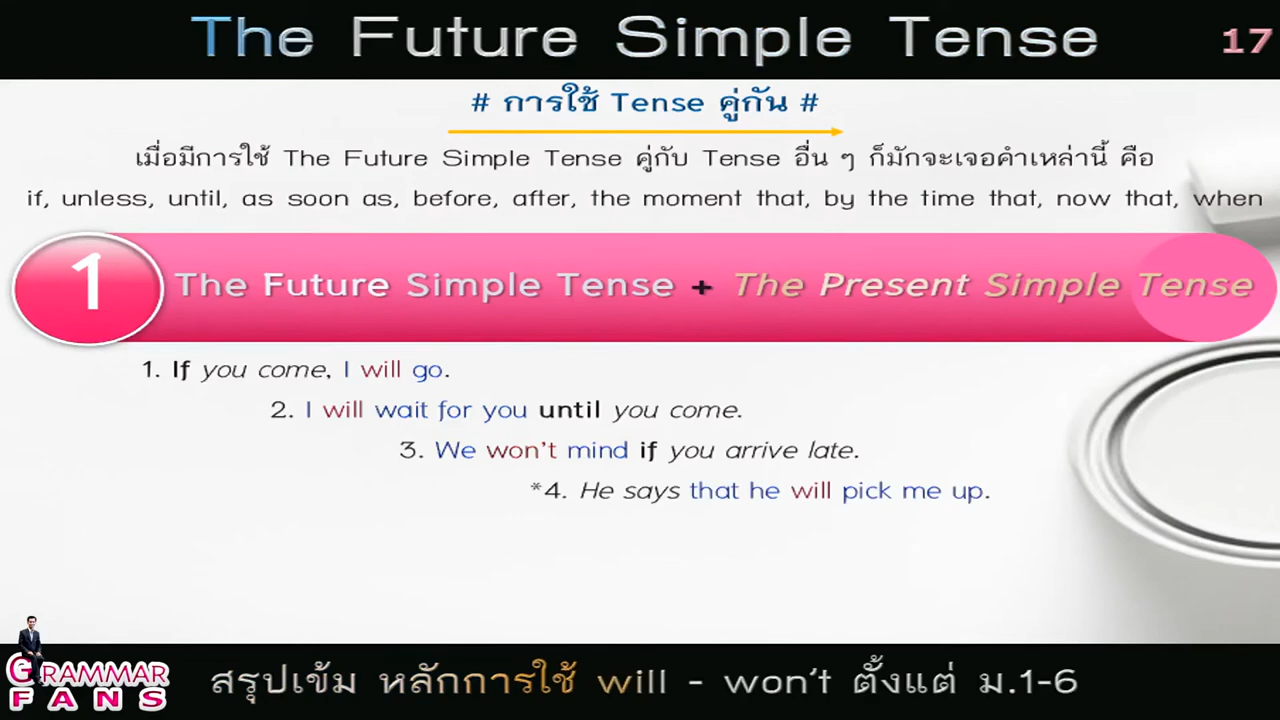 The Future Simple Tense
17
# การใช้ Tense คู่กัน #
เมื่อมีการใช้ The Future Simple Tense คู่กับ Tense อื่น ๆ ก็มักจะเจอคำเหล่านี้ คือ
if, unless, until, as soon as, before, after, the moment that, by the time that, now that, when
1 The Future Simple Tense + The Present Simple Tense
1. If you come, I will go.
2. I will wait for you until you come.
3. We won't mind if you arrive late.
*4. He says that he will pick me up.
GRAMMAR
FANS
สรุปเข้ม หลักการใช้ will - won't ตั้งแต่ ม.1-6